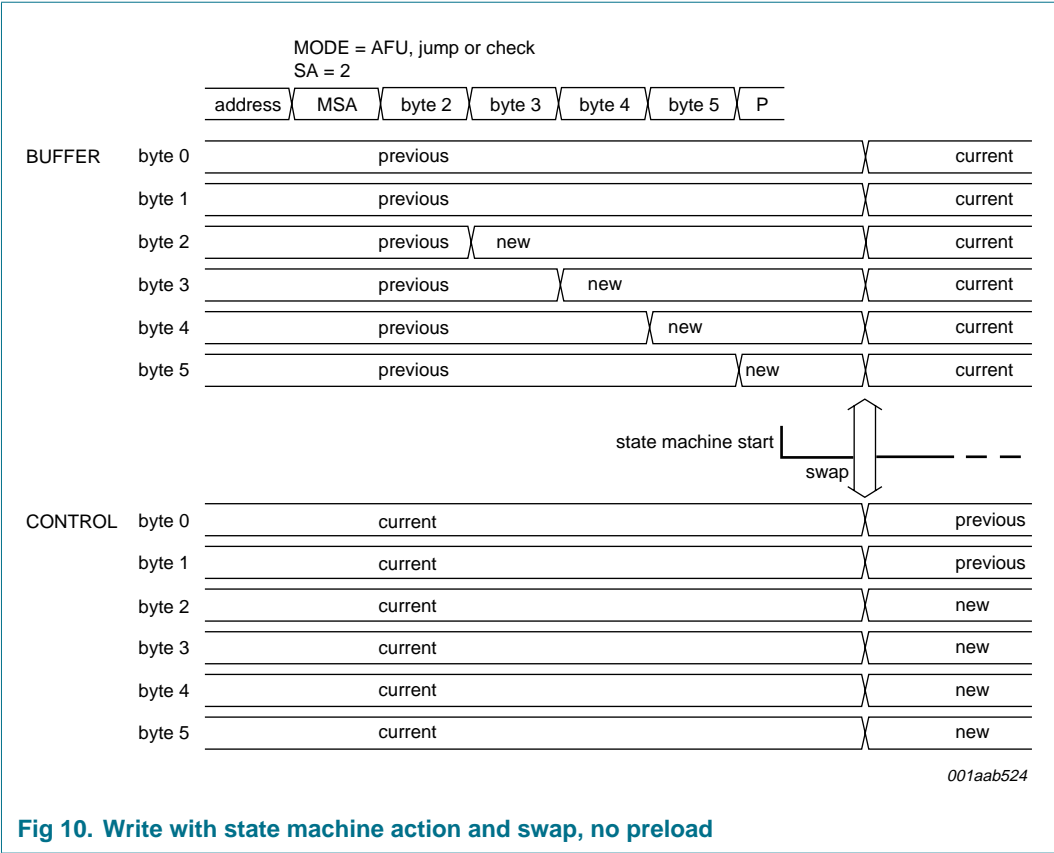 MODE = AFU, jump or check
SA = 2
address MSA byte 2 byte 3 byte 4 byte 5 P
BUFFER byte 0 previous current
byte 1 previous current
byte 2 previous new current
byte 3 previous new current
byte 4 previous new current
byte 5 previous new current
state machine start
swap
CONTROL byte 0 current previous
byte 1 current previous
byte 2 current new
byte 3 current new
byte 4 current new
byte 5 current new
001aab524
Fig 10. Write with state machine action and swap, no preload